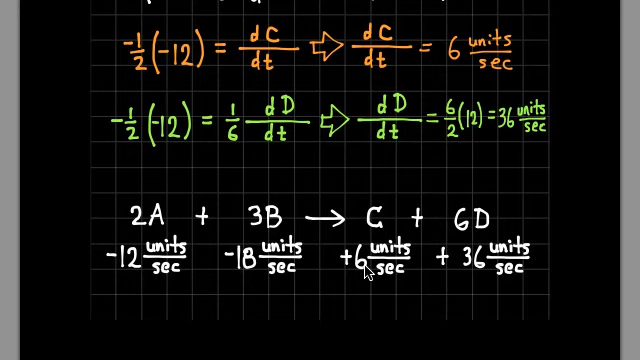 -1/2 (-12) = dC/dt ⇨ dC/dt = 6 units/sec
-1/2 (-12) = 1/6 dD/dt ⇨ dD/dt = 6/2 (12) = 36 units/sec
2A + 3B → C + 6D
-12 units/sec -18 units/sec +6 units/sec + 36 units/sec